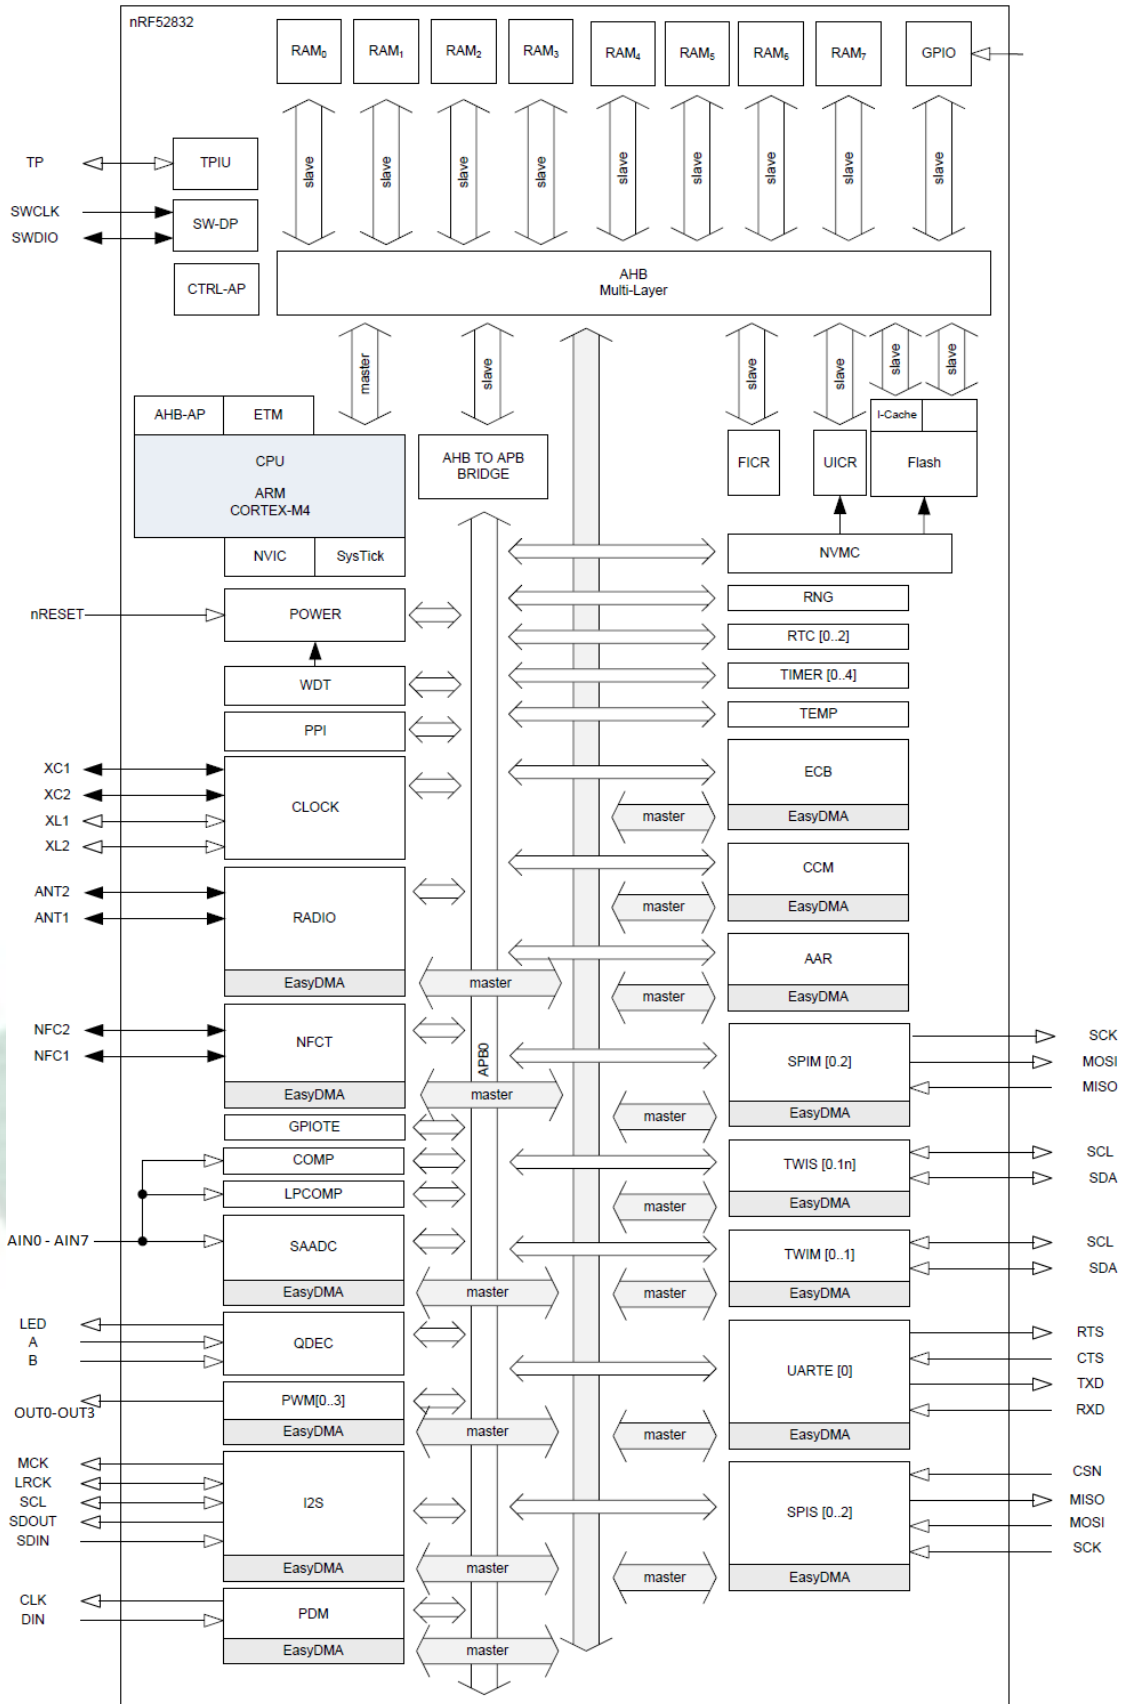 nRF52832
RAM0
RAM1
RAM2
RAM3
RAM4
RAM5
RAM6
RAM7
GPIO
slave
slave
slave
slave
slave
slave
slave
slave
slave
TP
TPIU
SWCLK
SWDIO
SW-DP
CTRL-AP
AHB
Multi-Layer
master
slave
slave
slave
slave
slave
AHB-AP
ETM
CPU
ARM
CORTEX-M4
NVIC
SysTick
AHB TO APB
BRIDGE
FICR
UICR
I-Cache
Flash
NVMC
nRESET
POWER
RNG
RTC [0..2]
WDT
TIMER [0..4]
PPI
TEMP
XC1
XC2
XL1
XL2
CLOCK
ECB
master
EasyDMA
ANT2
ANT1
RADIO
EasyDMA
master
CCM
master
EasyDMA
AAR
master
EasyDMA
NFC2
NFC1
NFCT
EasyDMA
master
APB0
SPIM [0.2]
master
EasyDMA
SCK
MOSI
MISO
GPIOTE
COMP
LPCOMP
AIN0 - AIN7
SAADC
EasyDMA
master
TWIS [0.1n]
master
EasyDMA
SCL
SDA
TWIM [0..1]
master
EasyDMA
SCL
SDA
LED
A
B
QDEC
OUT0-OUT3
PWM[0..3]
EasyDMA
master
UARTE [0]
master
EasyDMA
RTS
CTS
TXD
RXD
MCK
LRCK
SCL
SDOUT
SDIN
I2S
EasyDMA
master
SPIS [0..2]
master
EasyDMA
CSN
MISO
MOSI
SCK
CLK
DIN
PDM
EasyDMA
master